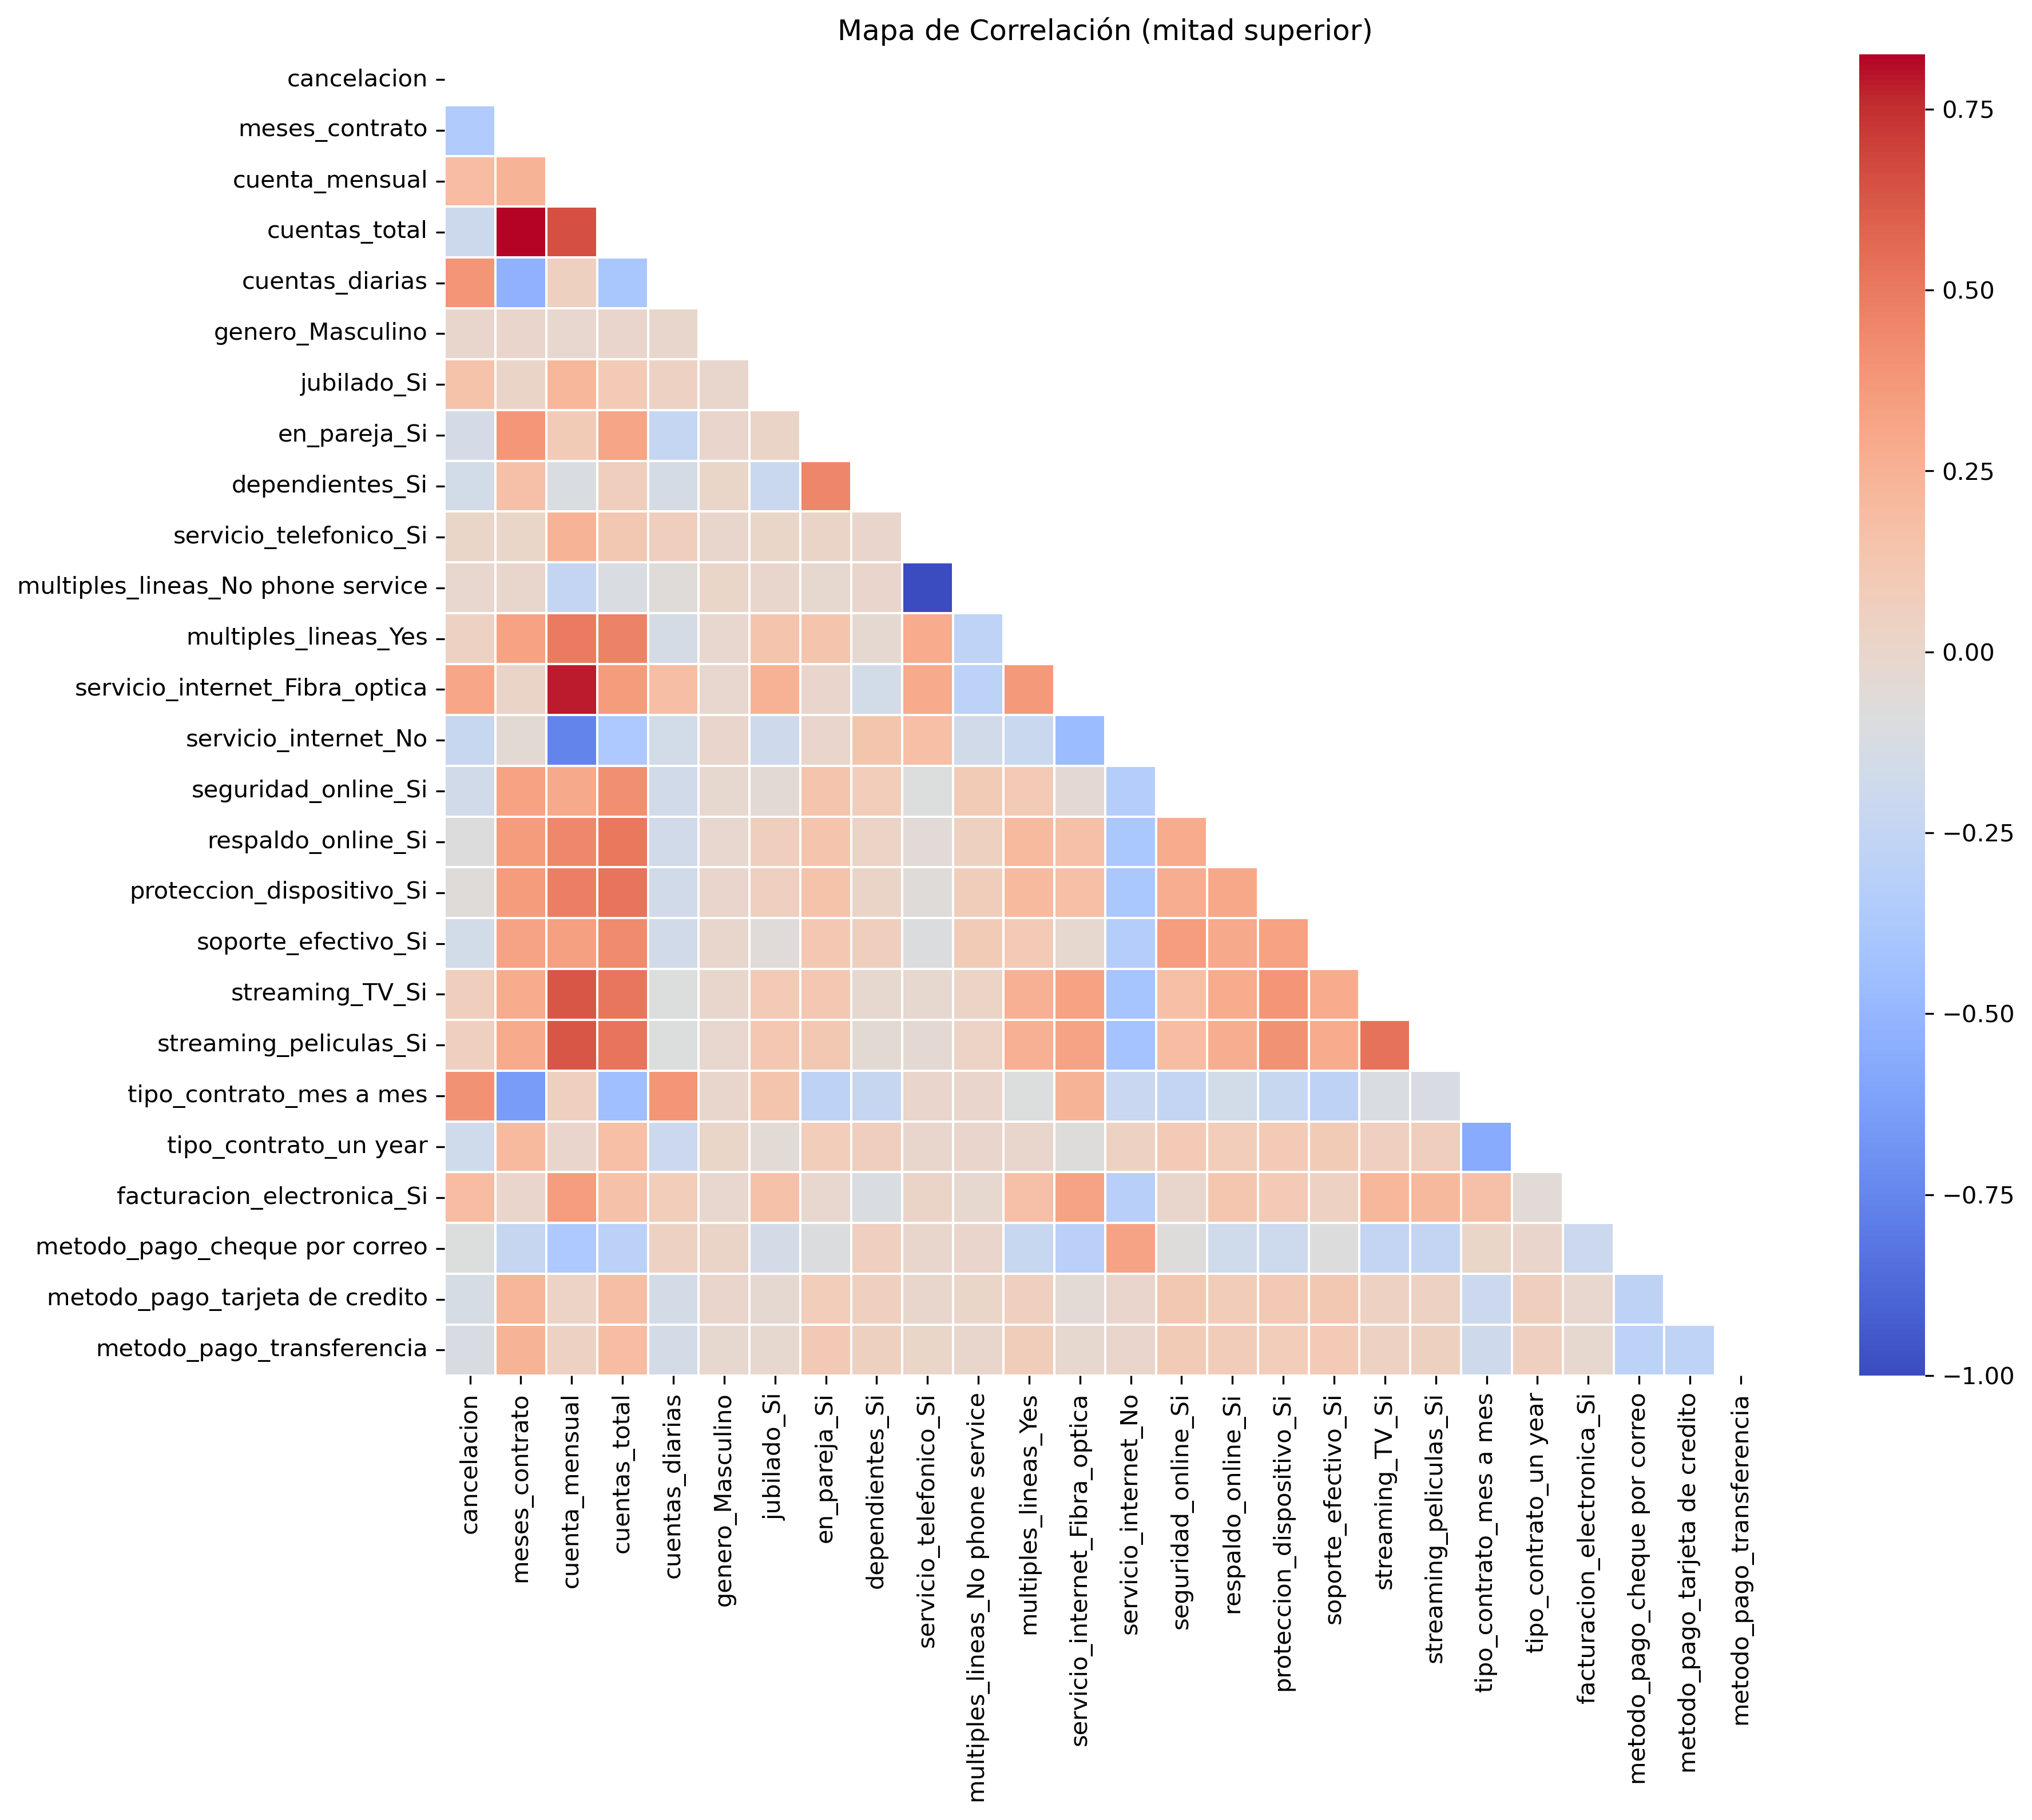 Mapa de Correlación (mitad superior)
cancelacion
meses_contrato
cuenta_mensual
cuentas_total
cuentas_diarias
genero_Masculino
jubilado_Si
en_pareja_Si
dependientes_Si
servicio_telefonico_Si
multiples_lineas_No phone service
multiples_lineas_Yes
servicio_internet_Fibra_optica
servicio_internet_No
seguridad_online_Si
respaldo_online_Si
proteccion_dispositivo_Si
soporte_efectivo_Si
streaming_TV_Si
streaming_peliculas_Si
tipo_contrato_mes a mes
tipo_contrato_un year
facturacion_electronica_Si
metodo_pago_cheque por correo
metodo_pago_tarjeta de credito
metodo_pago_transferencia
cancelacion
meses_contrato
cuenta_mensual
cuentas_total
cuentas_diarias
genero_Masculino
jubilado_Si
en_pareja_Si
dependientes_Si
servicio_telefonico_Si
multiples_lineas_No phone service
multiples_lineas_Yes
servicio_internet_Fibra_optica
servicio_internet_No
seguridad_online_Si
respaldo_online_Si
proteccion_dispositivo_Si
soporte_efectivo_Si
streaming_TV_Si
streaming_peliculas_Si
tipo_contrato_mes a mes
tipo_contrato_un year
facturacion_electronica_Si
metodo_pago_cheque por correo
metodo_pago_tarjeta de credito
metodo_pago_transferencia
0.75
0.50
0.25
0.00
−0.25
−0.50
−0.75
−1.00